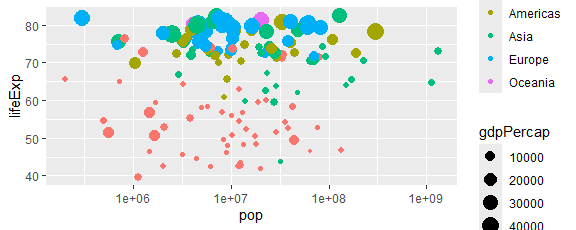 80
70
60
50
40
lifeExp
1e+06
1e+07
1e+08
1e+09
pop
Americas
Asia
Europe
Oceania
gdpPercap
10000
20000
30000
40000